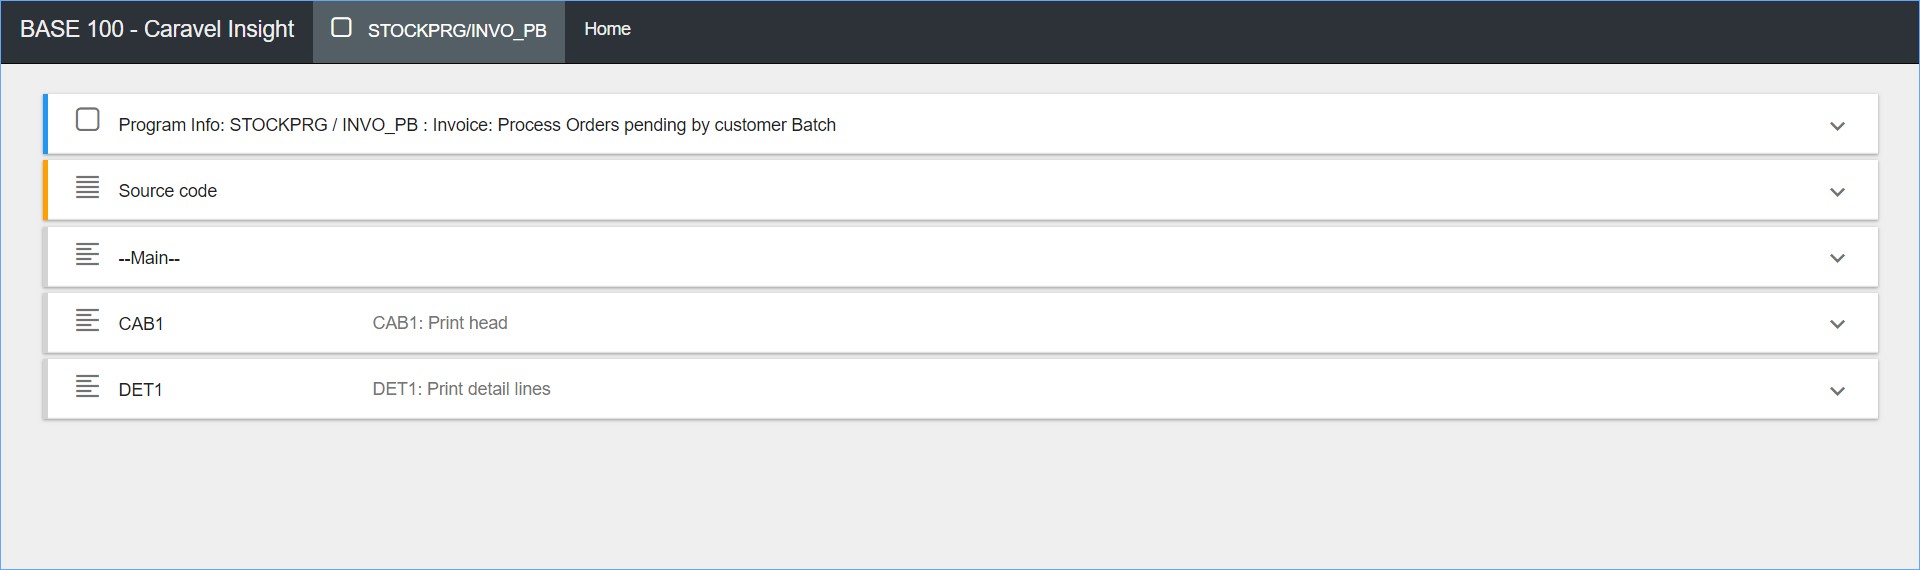 BASE 100 - Caravel Insight STOCKPRG/INVO_PB Home
Program Info: STOCKPRG / INVO_PB : Invoice: Process Orders pending by customer Batch
Source code
--Main--
CAB1 CAB1: Print head
DET1 DET1: Print detail lines